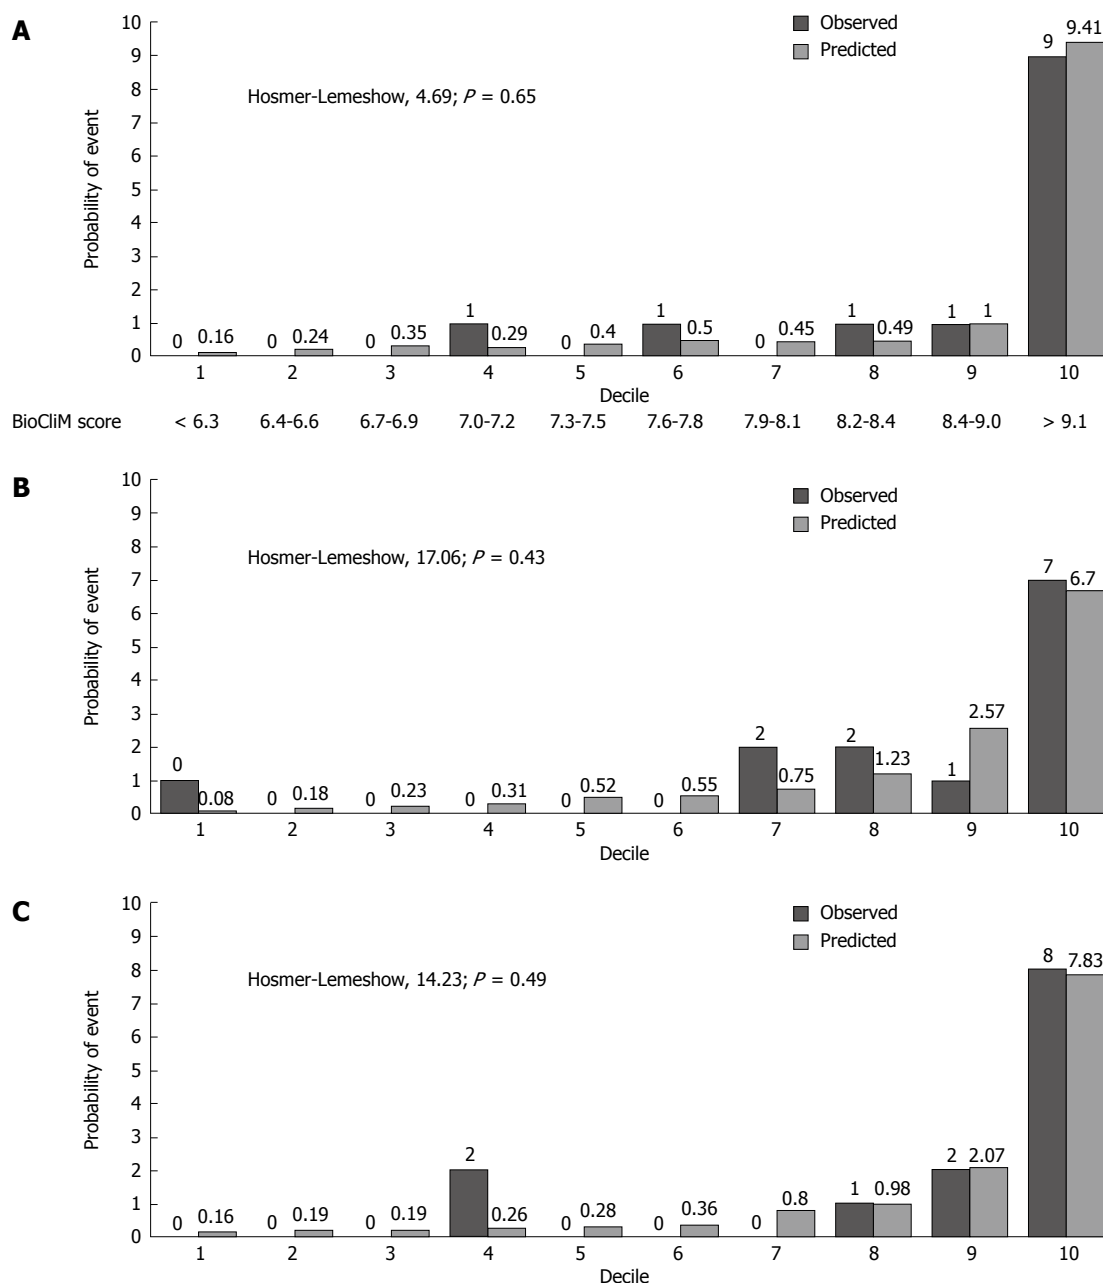 A
Observed
Predicted
Hosmer-Lemeshow, 4.69; P = 0.65
Probability of event
10
9
8
7
6
5
4
3
2
1
0
0 0.16 0 0.24 0 0.35 1 0.29 0 0.4 1 0.5 0 0.45 1 0.49 1 1 9 9.41
1 2 3 4 5 6 7 8 9 10
Decile
BioCliM score < 6.3 6.4-6.6 6.7-6.9 7.0-7.2 7.3-7.5 7.6-7.8 7.9-8.1 8.2-8.4 8.4-9.0 > 9.1
B
Observed
Predicted
Hosmer-Lemeshow, 17.06; P = 0.43
Probability of event
10
9
8
7
6
5
4
3
2
1
0
0 0.08 0 0.18 0 0.23 0 0.31 0 0.52 0 0.55 2 0.75 2 1.23 1 2.57 7 6.7
1 2 3 4 5 6 7 8 9 10
Decile
C
Observed
Predicted
Hosmer-Lemeshow, 14.23; P = 0.49
Probability of event
10
9
8
7
6
5
4
3
2
1
0
0 0.16 0 0.19 0 0.19 2 0.26 0 0.28 0 0.36 0 0.8 1 0.98 2 2.07 8 7.83
1 2 3 4 5 6 7 8 9 10
Decile